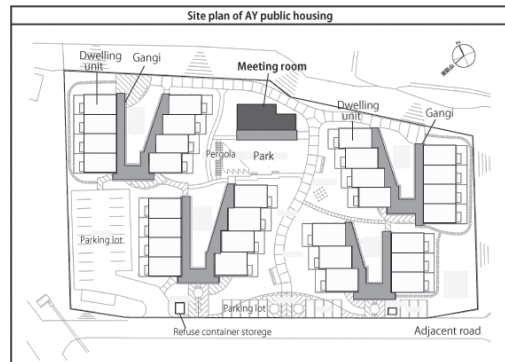 Site plan of AY public housing
Dwelling
unit
Gangi
Meeting room
Dwelling
unit
Gangi
Pergola
Park
Parking lot
Parking lot
Refuse container storege
Adjacent road